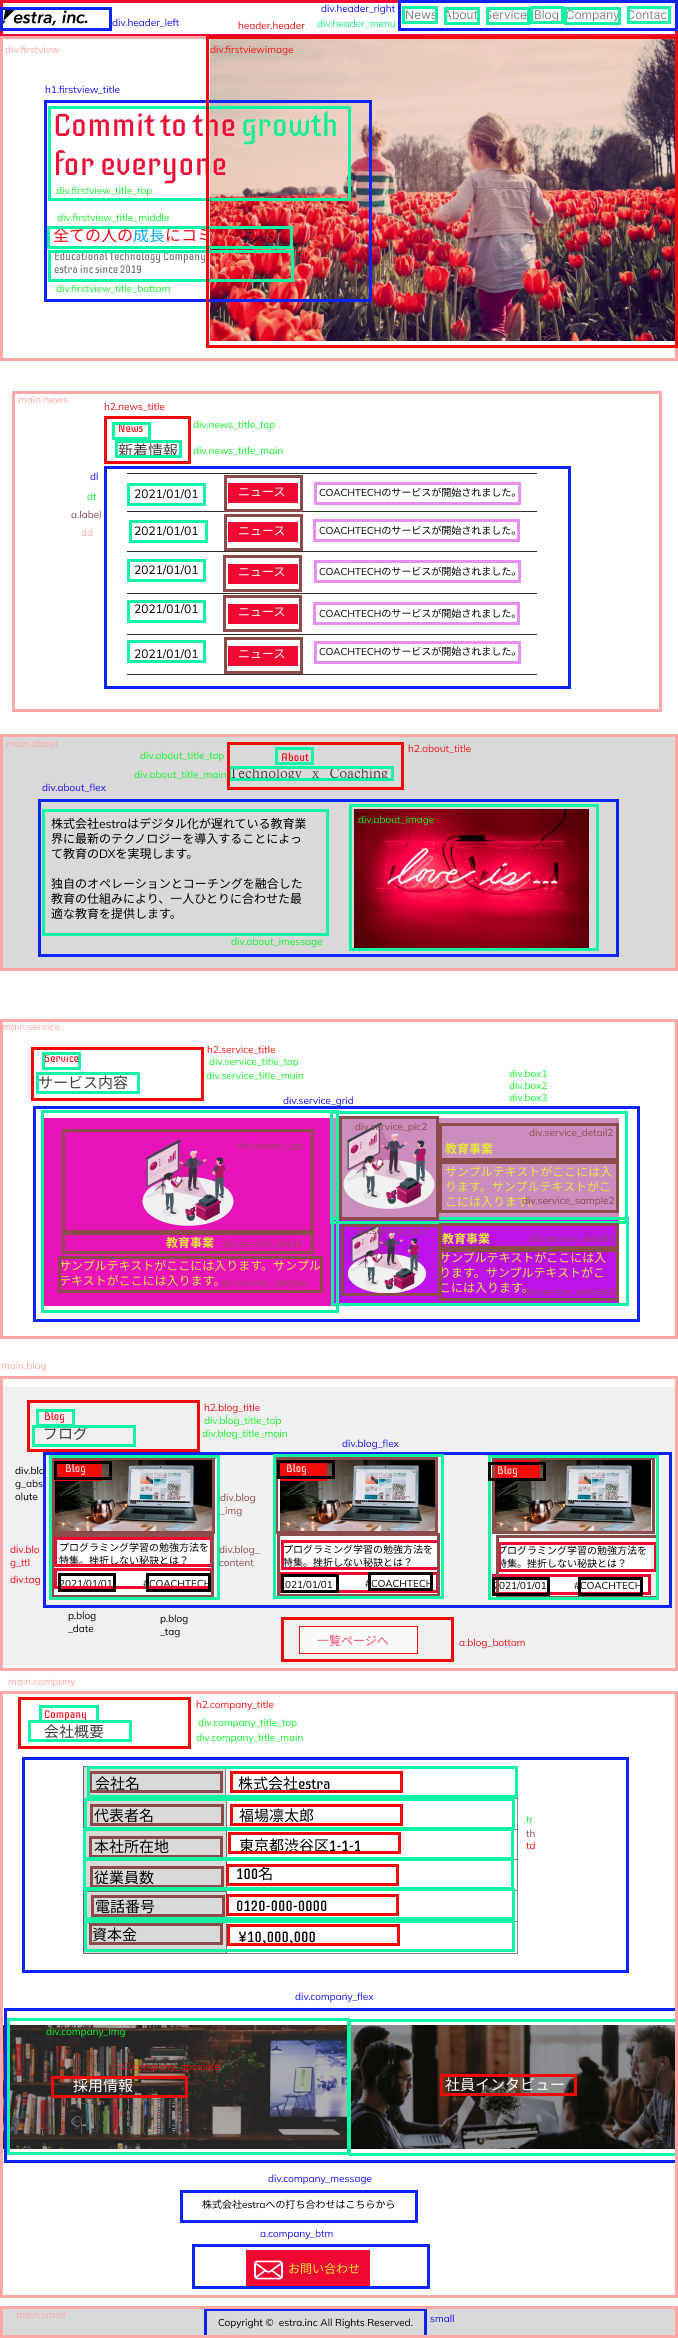 estra, inc.
div.header_left
header.header
div.header_right
div.header_menu
News
About
Service
Blog
Company
Contac
div.firstview
div.firstviewimage
h1.firstview_title
Commit to the growth
for everyone
div.firstview_title_top
div.firstview_title_middle
全ての人の成長にコミ
Educational Technology Company
estra inc since 2019
div.firstview_title_bottom
main.news
h2.news_title
News
div.news_title_top
新着情報
div.news_title_main
dl
dt
a.label
dd
2021/01/01
ニュース
COACHTECHのサービスが開始されました。
2021/01/01
ニュース
COACHTECHのサービスが開始されました。
2021/01/01
ニュース
COACHTECHのサービスが開始されました。
2021/01/01
ニュース
COACHTECHのサービスが開始されました。
2021/01/01
ニュース
COACHTECHのサービスが開始されました。
main.about
h2.about_title
div.about_title_top
About
div.about_title_main
Technology x Coaching
div.about_flex
株式会社estraはデジタル化が遅れている教育業
界に最新のテクノロジーを導入することによっ
て教育のDXを実現します。
独自のオペレーションとコーチングを融合した
教育の仕組みにより、一人ひとりに合わせた最
適な教育を提供します。
div.about_imessage
div.about_image
love is...
main.service
h2.service_title
Service
div.service_title_top
サービス内容
div.service_title_main
div.box1
div.box2
div.box3
div.service_grid
div.service_pic
教育事業
サンプルテキストがここには入ります。サンプル
テキストがここには入ります。
div.service_pic2
div.service_detail2
教育事業
サンプルテキストがここには入
ります。サンプルテキストがこ
こには入ります。
div.service_sample2
教育事業
サンプルテキストがここには入
ります。サンプルテキストがこ
こには入ります。
main.blog
h2.blog_title
Blog
div.blog_title_top
ブログ
div.blog_title_main
div.blog_flex
div.blo
g_abs
olute
Blog
div.blog
_img
Blog
Blog
div.blo
g_ttl
プログラミング学習の勉強方法を
特集。挫折しない秘訣とは？
div.blog_
content
プログラミング学習の勉強方法を
特集。挫折しない秘訣とは？
プログラミング学習の勉強方法を
特集。挫折しない秘訣とは？
div.tag
2021/01/01
#COACHTECH
021/01/01
#COACHTECH
2021/01/01
#COACHTECH
p.blog
_date
p.blog
_tag
一覧ページへ
a.blog_bottom
main.company
h2.company_title
Company
div.company_title_top
会社概要
div.company_title_main
会社名
株式会社estra
代表者名
福場凛太郎
本社所在地
東京都渋谷区1-1-1
従業員数
100名
電話番号
0120-000-0000
資本金
¥10,000,000
tr
th
td
div.company_flex
div.company_img
採用情報
社員インタビュー
div.company_message
株式会社estraへの打ち合わせはこちらから
a.company_btm
お問い合わせ
main.small
Copyright © estra.inc All Rights Reserved.
small